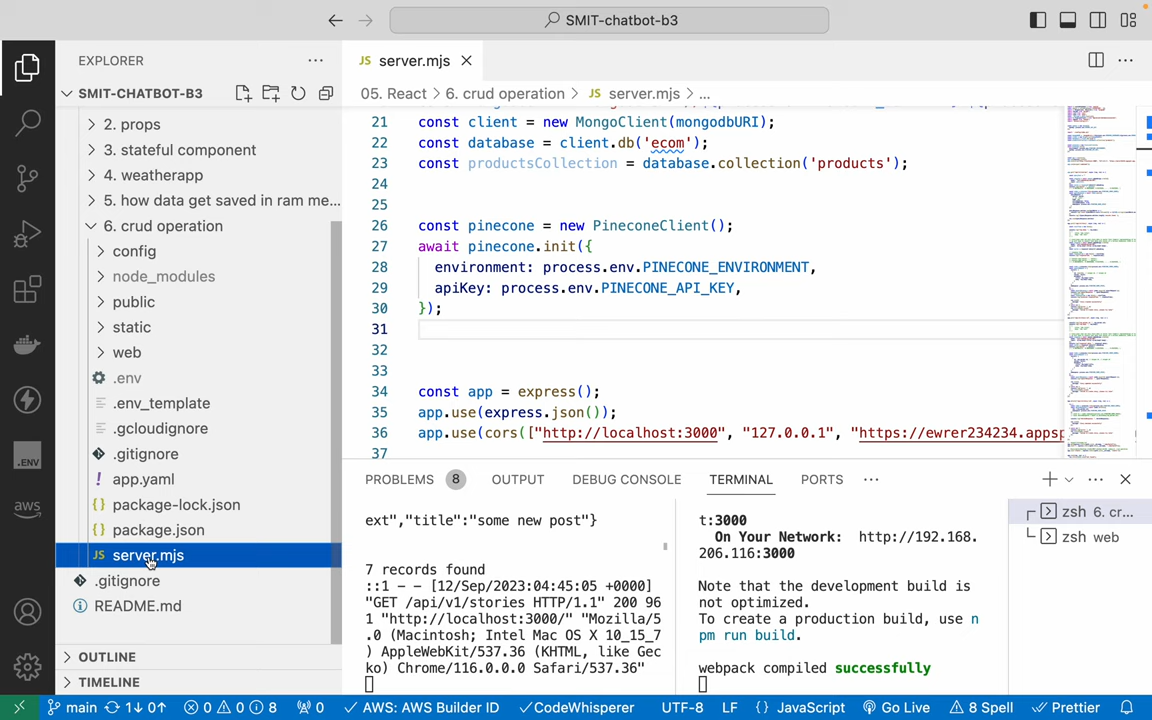 SMIT-chatbot-b3
EXPLORER
SMIT-CHATBOT-B3
2. props
3. stateful component
4. weatherapp
5. how data get saved in ram me...
6. crud operation
config
node_modules
public
static
web
.env
.env_template
.gcloudignore
.gitignore
! app.yaml
{} package-lock.json
{} package.json
JS server.mjs
.gitignore
README.md
OUTLINE
TIMELINE
.ENV
aws
JS server.mjs
05. React > 6. crud operation > JS server.mjs > ...
21 const client = new MongoClient(mongodbURI);
22 const database = client.db('ecom');
23 const productsCollection = database.collection('products');
24
25
26 const pinecone = new PineconeClient();
27 await pinecone.init({
28 environment: process.env.PINECONE_ENVIRONMENT,
29 apiKey: process.env.PINECONE_API_KEY,
30 });
31
32
33
34 const app = express();
35 app.use(express.json());
36 app.use(cors(["http://localhost:3000", "127.0.0.1", "https://ewrer234234.appsp
37
PROBLEMS 8 OUTPUT DEBUG CONSOLE TERMINAL PORTS ...
ext","title":"some new post"}
7 records found
::1 - - [12/Sep/2023:04:45:05 +0000]
"GET /api/v1/stories HTTP/1.1" 200 96
1 "http://localhost:3000/" "Mozilla/5
.0 (Macintosh; Intel Mac OS X 10_15_7
) AppleWebKit/537.36 (KHTML, like Gec
ko) Chrome/116.0.0.0 Safari/537.36"
t:3000
On Your Network: http://192.168.
206.116:3000
Note that the development build is
not optimized.
To create a production build, use n
pm run build.
webpack compiled successfully
zsh 6. cr...
zsh web
main 1↓ 0↑ 0 0 8 0 AWS: AWS Builder ID CodeWhisperer UTF-8 LF {} JavaScript Go Live 8 Spell Prettier